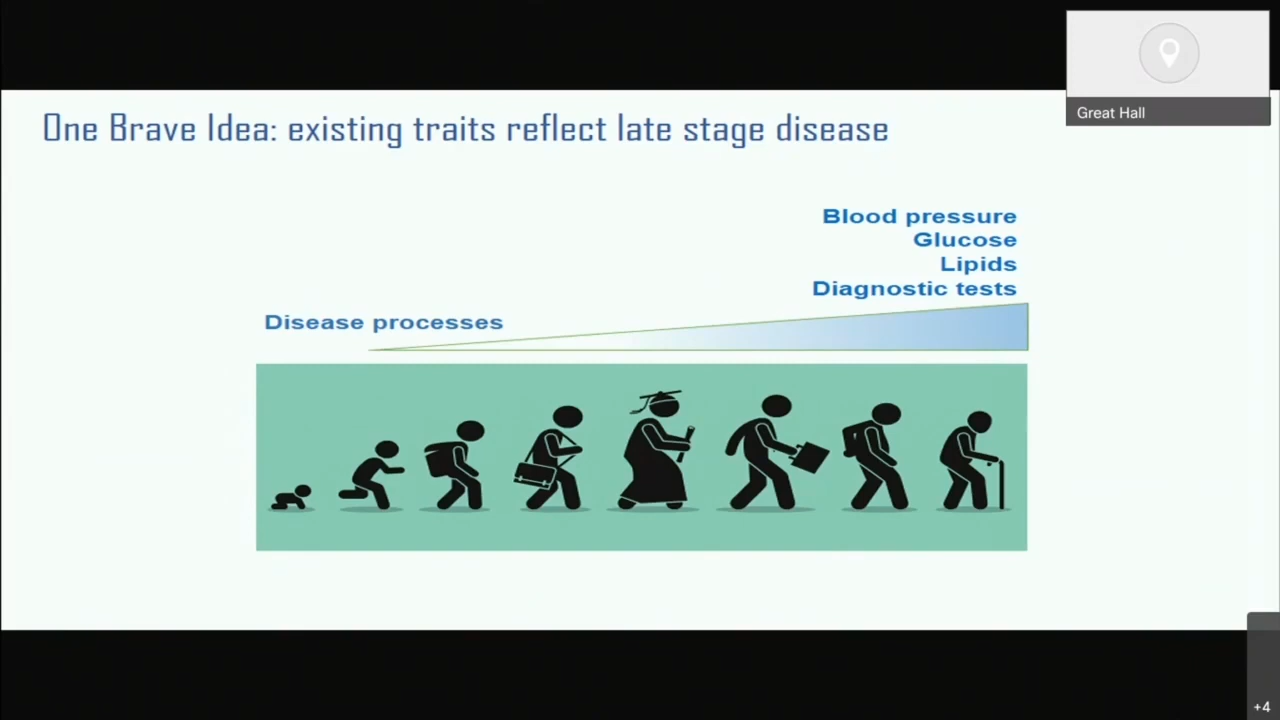 One Brave Idea: existing traits reflect late stage disease
Great Hall
Blood pressure
Glucose
Lipids
Diagnostic tests
Disease processes
+4